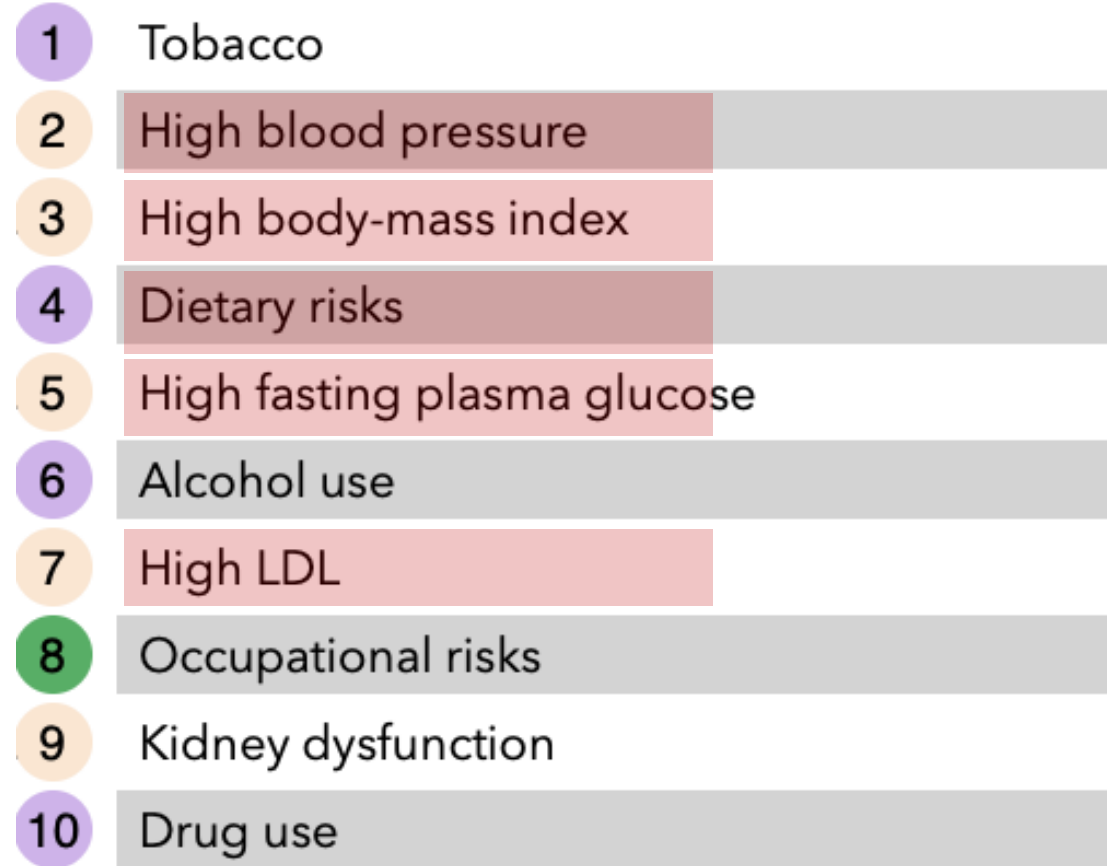 1 Tobacco
2 High blood pressure
3 High body-mass index
4 Dietary risks
5 High fasting plasma glucose
6 Alcohol use
7 High LDL
8 Occupational risks
9 Kidney dysfunction
10 Drug use